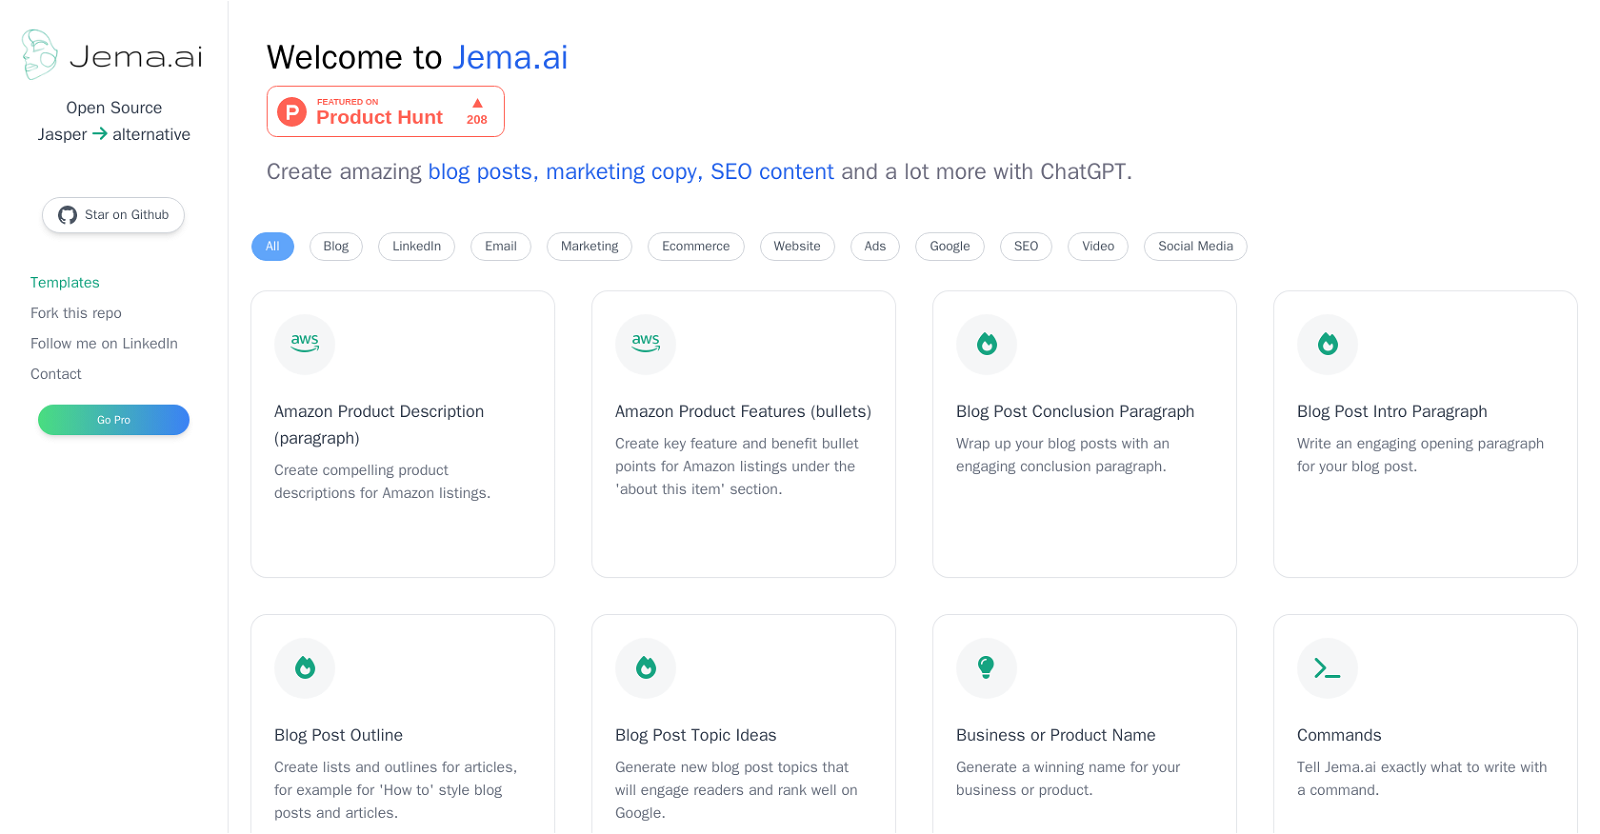 Jema.ai
Open Source
Jasper → alternative
Star on Github
Templates
Fork this repo
Follow me on LinkedIn
Contact
Go Pro
Welcome to Jema.ai
P
FEATURED ON
Product Hunt
▲
208
Create amazing blog posts, marketing copy, SEO content and a lot more with ChatGPT.
All Blog LinkedIn Email Marketing Ecommerce Website Ads Google SEO Video Social Media
aws
Amazon Product Description
(paragraph)
Create compelling product
descriptions for Amazon listings.
aws
Amazon Product Features (bullets)
Create key feature and benefit bullet
points for Amazon listings under the
'about this item' section.
Blog Post Conclusion Paragraph
Wrap up your blog posts with an
engaging conclusion paragraph.
Blog Post Intro Paragraph
Write an engaging opening paragraph
for your blog post.
Blog Post Outline
Create lists and outlines for articles,
for example for 'How to' style blog
posts and articles.
Blog Post Topic Ideas
Generate new blog post topics that
will engage readers and rank well on
Google.
Business or Product Name
Generate a winning name for your
business or product.
Commands
Tell Jema.ai exactly what to write with
a command.